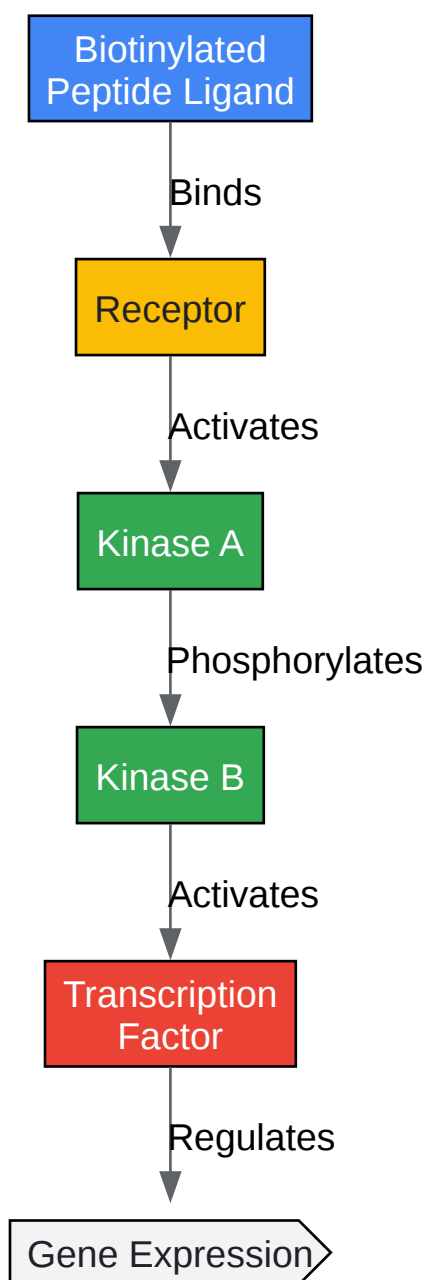 Biotinylated
Peptide Ligand
Binds
Receptor
Activates
Kinase A
Phosphorylates
Kinase B
Activates
Transcription
Factor
Regulates
Gene Expression